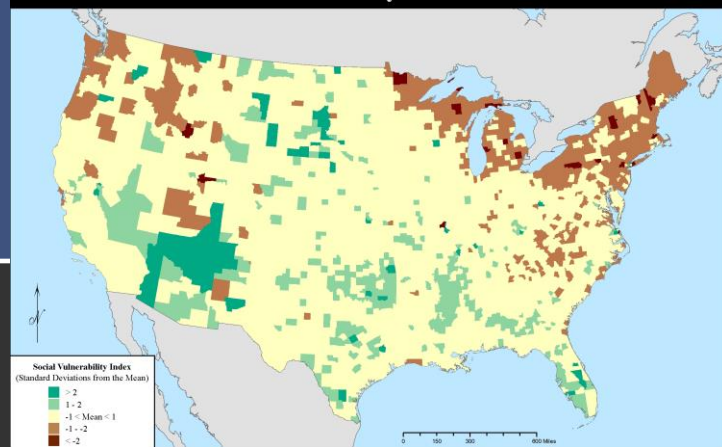 N
Social Vulnerability Index
(Standard Deviations from the Mean)
> 2
1 - 2
-1 < Mean < 1
-1 - -2
< -2
0 150 300 600 Miles